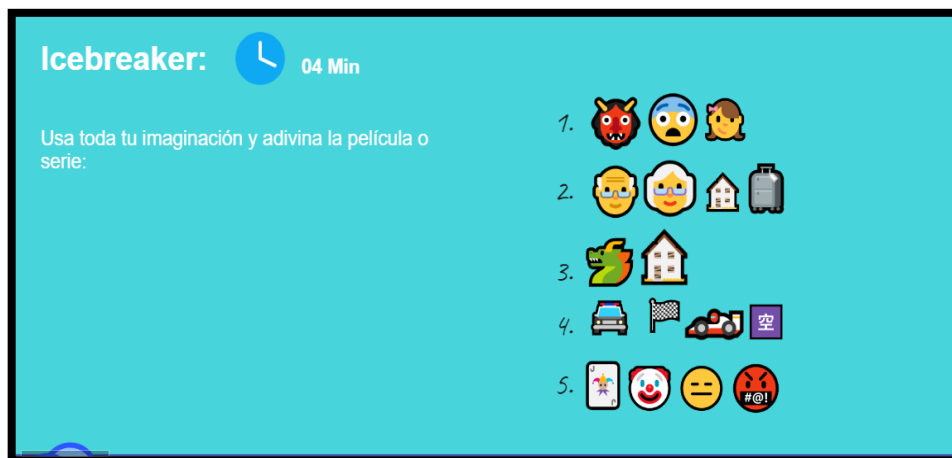 Icebreaker:
04 Min
Usa toda tu imaginación y adivina la película o
serie:
1.
2.
3.
4. 空
5. J J #@!